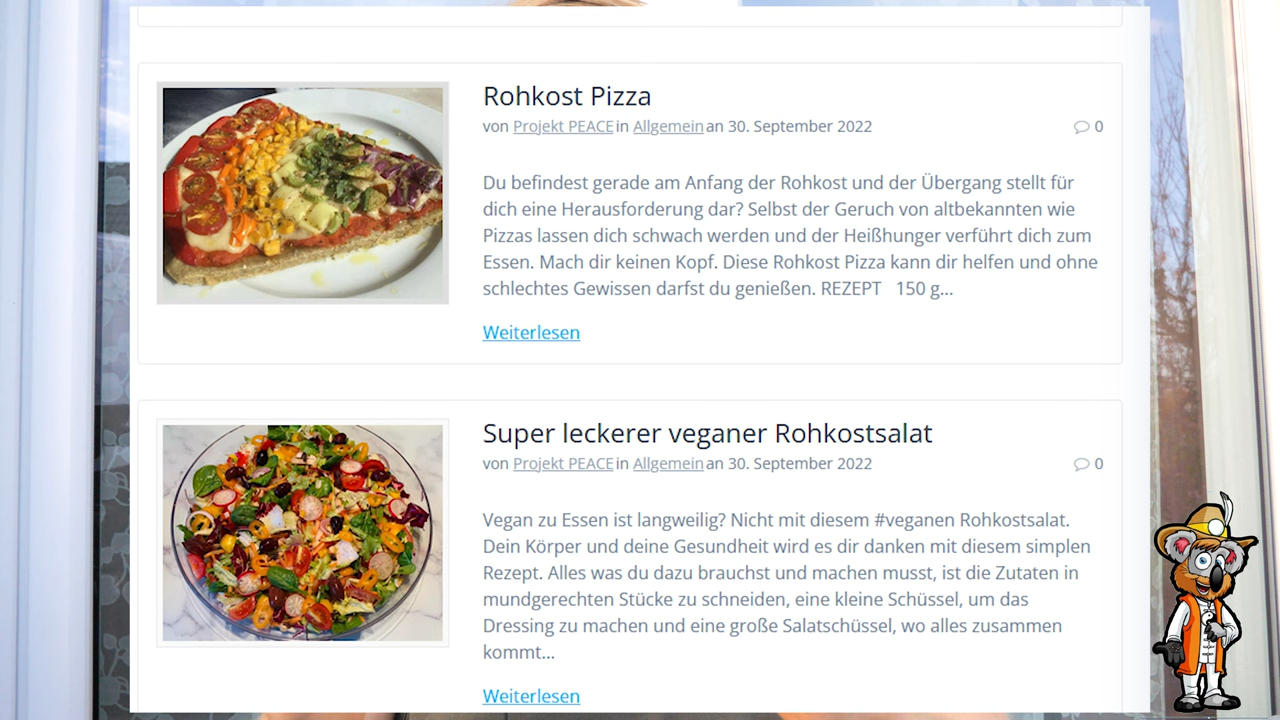 Rohkost Pizza
von Projekt PEACE in Allgemein an 30. September 2022
0
Du befindest gerade am Anfang der Rohkost und der Übergang stellt für
dich eine Herausforderung dar? Selbst der Geruch von altbekannten wie
Pizzas lassen dich schwach werden und der Heißhunger verführt dich zum
Essen. Mach dir keinen Kopf. Diese Rohkost Pizza kann dir helfen und ohne
schlechtes Gewissen darfst du genießen. REZEPT 150 g...
Weiterlesen
Super leckerer veganer Rohkostsalat
von Projekt PEACE in Allgemein an 30. September 2022
0
Vegan zu Essen ist langweilig? Nicht mit diesem #veganen Rohkostsalat.
Dein Körper und deine Gesundheit wird es dir danken mit diesem simplen
Rezept. Alles was du dazu brauchst und machen musst, ist die Zutaten in
mundgerechten Stücke zu schneiden, eine kleine Schüssel, um das
Dressing zu machen und eine große Salatschüssel, wo alles zusammen
kommt...
Weiterlesen